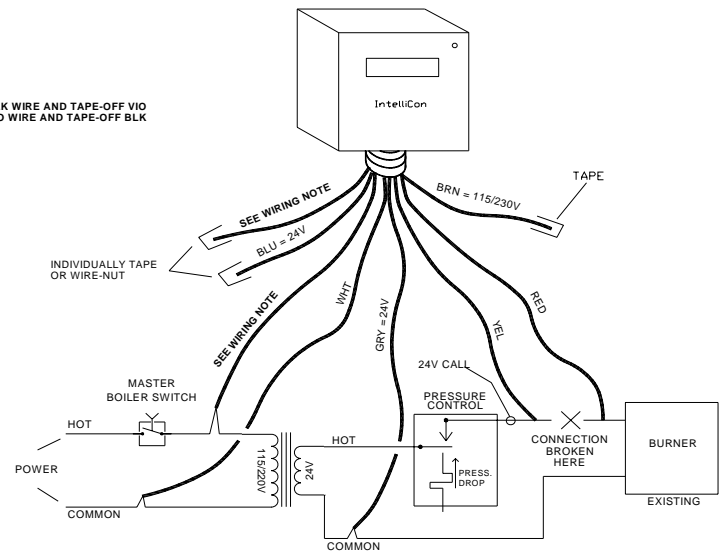 K WIRE AND TAPE-OFF VIO
O WIRE AND TAPE-OFF BLK
IntelliCon
TAPE
BRN = 115/230V
SEE WIRING NOTE
BLU = 24V
INDIVIDUALLY TAPE
OR WIRE-NUT
SEE WIRING NOTE
WHT
GRY = 24V
YEL
RED
24V CALL
MASTER
BOILER SWITCH
PRESSURE
CONTROL
HOT
HOT
115/220V
24V
PRESS.
DROP
CONNECTION
BROKEN
HERE
BURNER
POWER
EXISTING
COMMON
COMMON